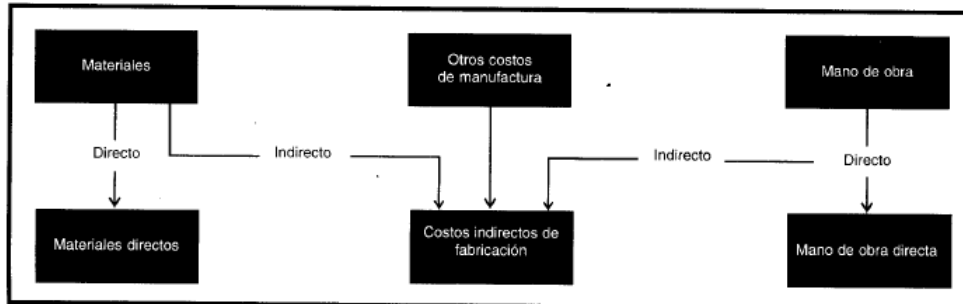 Materiales
Otros costos
de manufactura
Mano de obra
Directo
Indirecto
Indirecto
Directo
Materiales directos
Costos indirectos de
fabricación
Mano de obra directa